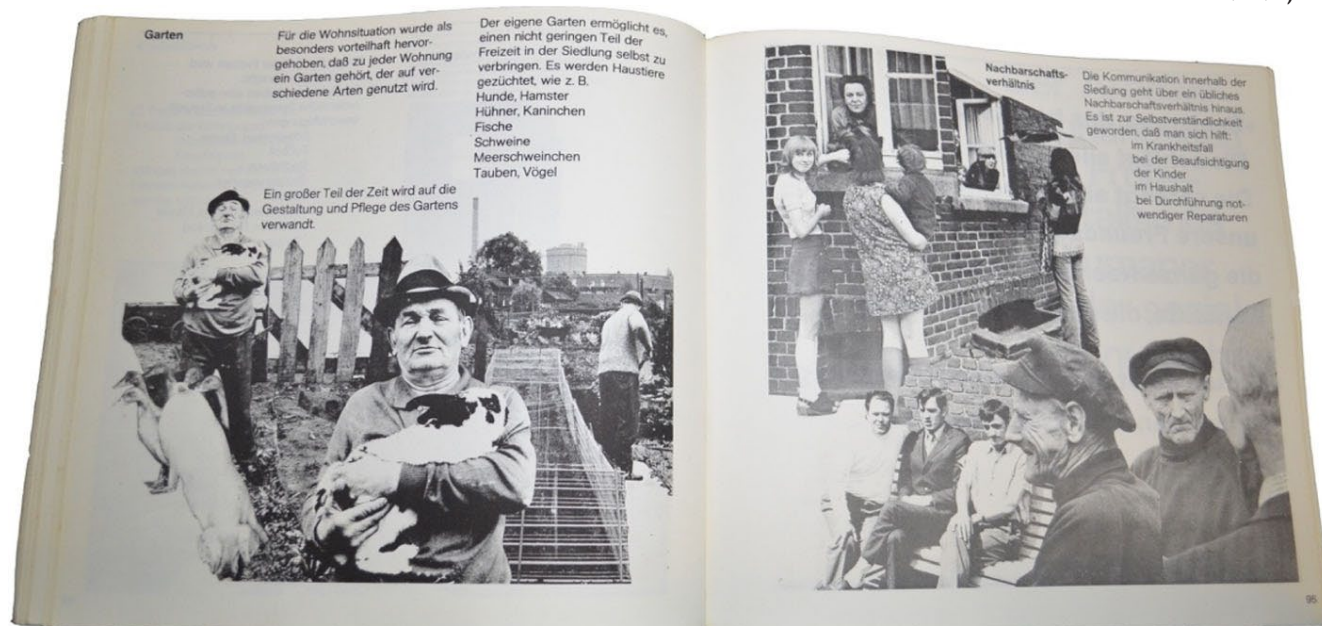 Garten
Für die Wohnsituation wurde als
besonders vorteilhaft hervor-
gehoben, daß zu jeder Wohnung
ein Garten gehört, der auf ver-
schiedene Arten genutzt wird.
Der eigene Garten ermöglicht es,
einen nicht geringen Teil der
Freizeit in der Siedlung selbst zu
verbringen. Es werden Haustiere
gezüchtet, wie z. B.
Hunde, Hamster
Hühner, Kaninchen
Fische
Schweine
Meerschweinchen
Tauben, Vögel
Ein großer Teil der Zeit wird auf die
Gestaltung und Pflege des Gartens
verwandt.
Nachbarschafts-
verhältnis
Die Kommunikation innerhalb der
Siedlung geht über ein übliches
Nachbarschaftsverhältnis hinaus.
Es ist zur Selbstverständlichkeit
geworden, daß man sich hilft:
im Krankheitsfall
bei der Beaufsichtigung
der Kinder
im Haushalt
bei Durchführung not-
wendiger Reparaturen
95